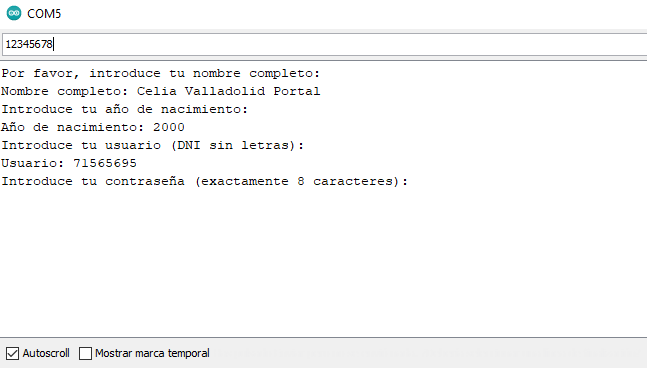 COM5
12345678
Por favor, introduce tu nombre completo:
Nombre completo: Celia Valladolid Portal
Introduce tu año de nacimiento:
Año de nacimiento: 2000
Introduce tu usuario (DNI sin letras):
Usuario: 71565695
Introduce tu contraseña (exactamente 8 caracteres):
Autoscroll Mostrar marca temporal